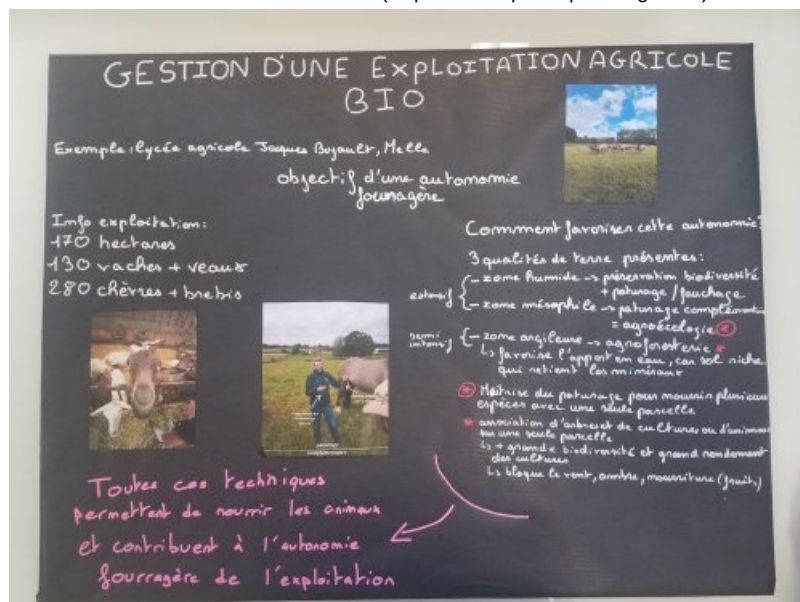 GESTION D'UNE EXPLOITATION AGRICOLE
BIO
Exemple : lycée agricole Jacques Bujault, Melle
objectif d'une autonomie
fourragère
Info exploitation :
170 hectares
130 vaches + veaux
280 chèvres + brebis
Comment favoriser cette autonomie?
3 qualités de terre présentes :
extensif
- zone humide -> préservation biodiversité
+ paturage / fauchage
- zone mésophile -> paturage complémentaire
= agroécologie *
semi
intensif
- zone argileuse -> agroforesterie *
↳ favorise l'apport en eau, car sol riche
qui retient les minéraux
* Maîtrise du paturage pour nourrir plusieurs
espèces avec une seule parcelle
* association d'arbres et de cultures ou d'animaux
sur une seule parcelle
↳ + grande biodiversité et grand rendement
des cultures
↳ bloque le vent, ombre, nourriture (fruits)
Toutes ces techniques
permettent de nourrir les animaux
et contribuent à l'autonomie
fourragère de l'exploitation